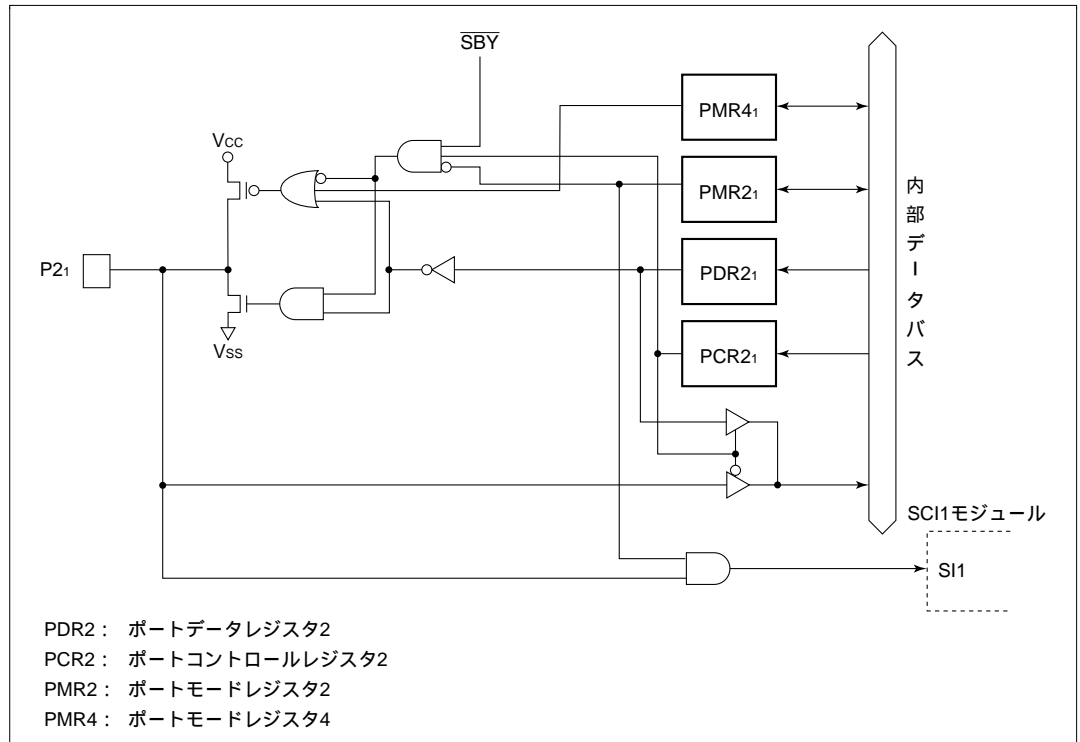 SBY
PMR41
VCC
PMR21
内部データバス
P21
PDR21
VSS
PCR21
SCI1モジュール
SI1
PDR2： ポートデータレジスタ2
PCR2： ポートコントロールレジスタ2
PMR2： ポートモードレジスタ2
PMR4： ポートモードレジスタ4